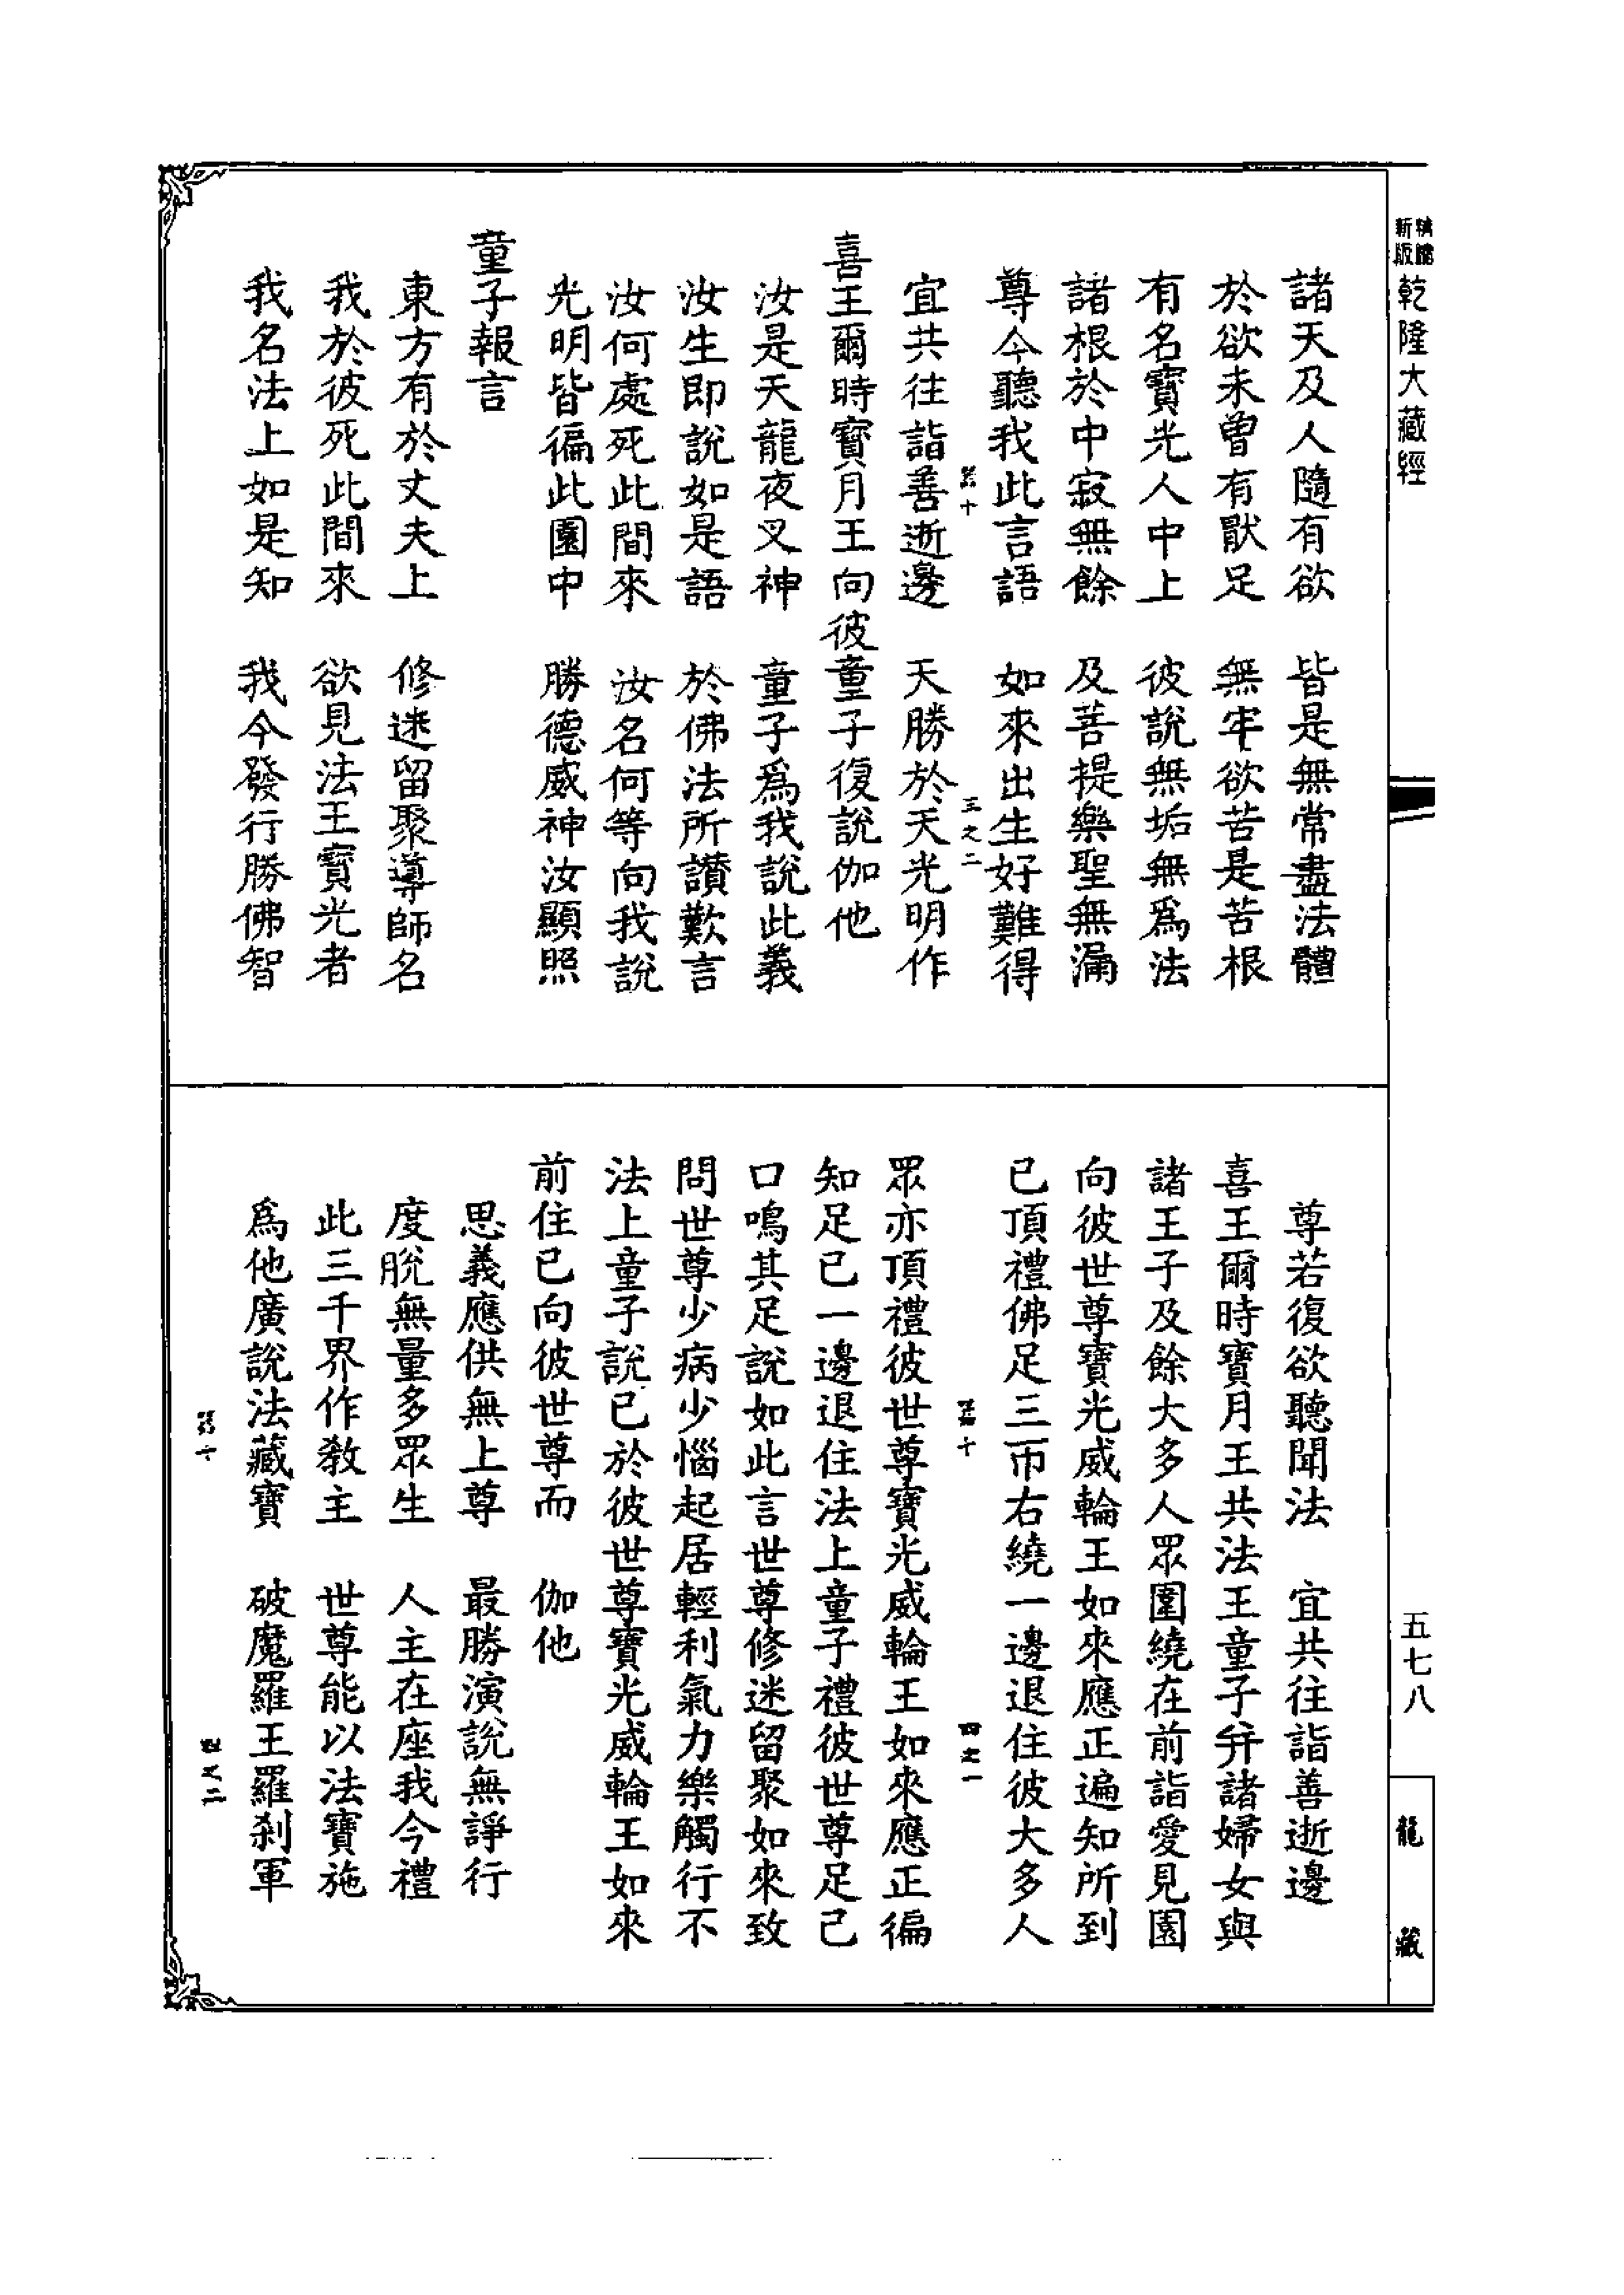 乾隆大藏經
諸天及人隨有欲　皆是無常盡法體
於欲未曾有猒足　無牢欲苦是苦根
有名寶光人中上　彼說無垢無爲法
諸根於中寂無餘　及菩提樂聖無漏
尊今聽我此言語　如來出生好難得
三之二
宜共往詣善逝邊　天勝於天光明作
喜王爾時寶月王向彼童子復說伽他
汝是天龍夜叉神　童子爲我說此義
汝生即說如是語　於佛法所讃歎言
汝何處死此間來　汝名何等向我說
光明皆徧此園中　勝德威神汝顯照
童子報言
東方有於丈夫上　修迷留聚導師名
我於彼死此間來　欲見法王寶光者
我名法上如是知　我今發行勝佛智
尊若復欲聽聞法　宜共往詣善逝邊
喜王爾時寶月王共法王童子并諸婦女與
諸王子及餘大多人眾圍繞在前詣愛見園
向彼世尊寶光威輪王如來應正遍知所到
已頂禮佛足三帀右繞一邊退住彼大多人
四之一
眾亦頂禮彼世尊寶光威輪王如來應正徧
知足已一邊退住法上童子禮彼世尊足已
口鳴其足說如此言世尊修迷留聚如來致
問世尊少病少惱起居輕利氣力樂觸行不
法上童子說已於彼世尊寶光威輪王如來
前住已向彼世尊而　伽他
思義應供無上尊　最勝演說無諍行
度脫無量多眾生　人主在座我今禮
此三千界作教主　世尊能以法寶施
爲他廣說法藏寶　破魔羅王羅剎軍
四之二
五七八
龍藏